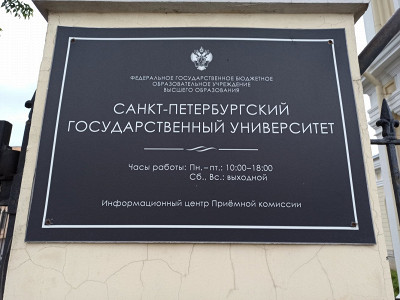 ФЕДЕРАЛЬНОЕ ГОСУДАРСТВЕННОЕ БЮДЖЕТНОЕ
ОБРАЗОВАТЕЛЬНОЕ УЧРЕЖДЕНИЕ
ВЫСШЕГО ОБРАЗОВАНИЯ
САНКТ-ПЕТЕРБУРГСКИЙ
ГОСУДАРСТВЕННЫЙ УНИВЕРСИТЕТ
Часы работы: Пн.–пт.: 10:00–18:00
Сб., Вс.: выходной
Информационный центр Приёмной комиссии